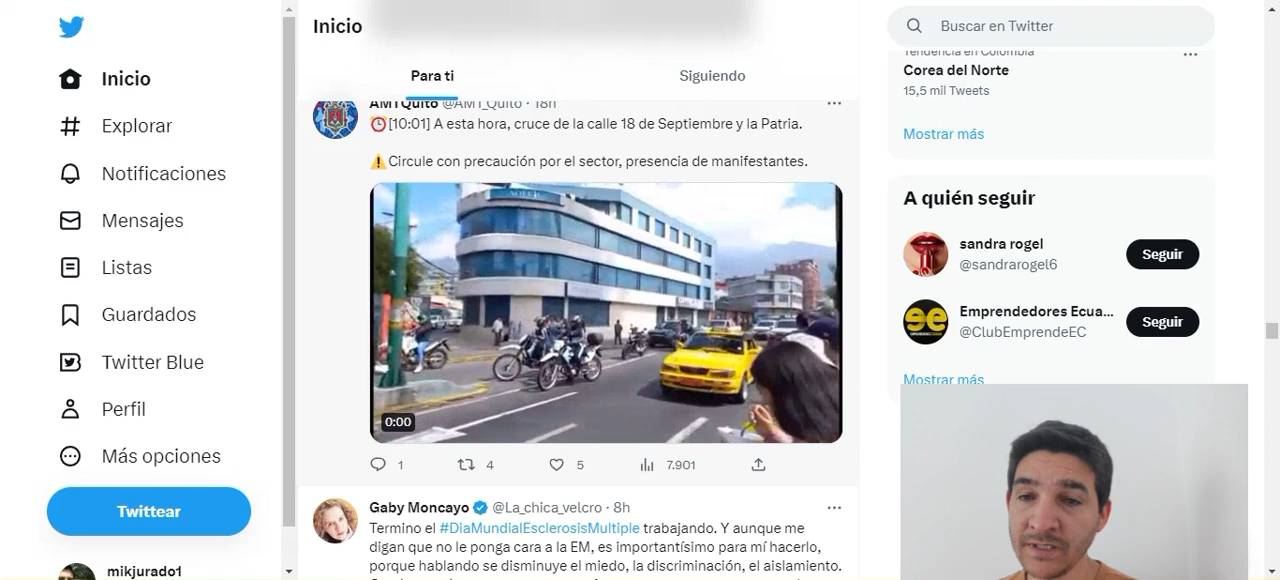 Inicio
Explorar
Notificaciones
Mensajes
Listas
Guardados
Twitter Blue
Perfil
Más opciones
Twittear
mikjurado1
Inicio
Para ti
Siguiendo
AMTQuito @AMT_Quito · 18h
[10:01] A esta hora, cruce de la calle 18 de Septiembre y la Patria.
Circule con precaución por el sector, presencia de manifestantes.
0:00
1 4 5 7.901
Gaby Moncayo @La_chica_velcro · 8h
Termino el #DiaMundialEsclerosisMultiple trabajando. Y aunque me
digan que no le ponga cara a la EM, es importantísimo para mí hacerlo,
porque hablando se disminuye el miedo, la discriminación, el aislamiento.
Buscar en Twitter
Tendencia en Colombia
Corea del Norte
15,5 mil Tweets
Mostrar más
A quién seguir
sandra rogel
@sandrarogel6
Seguir
Emprendedores Ecua...
@ClubEmprendeEC
Seguir
Mostrar más